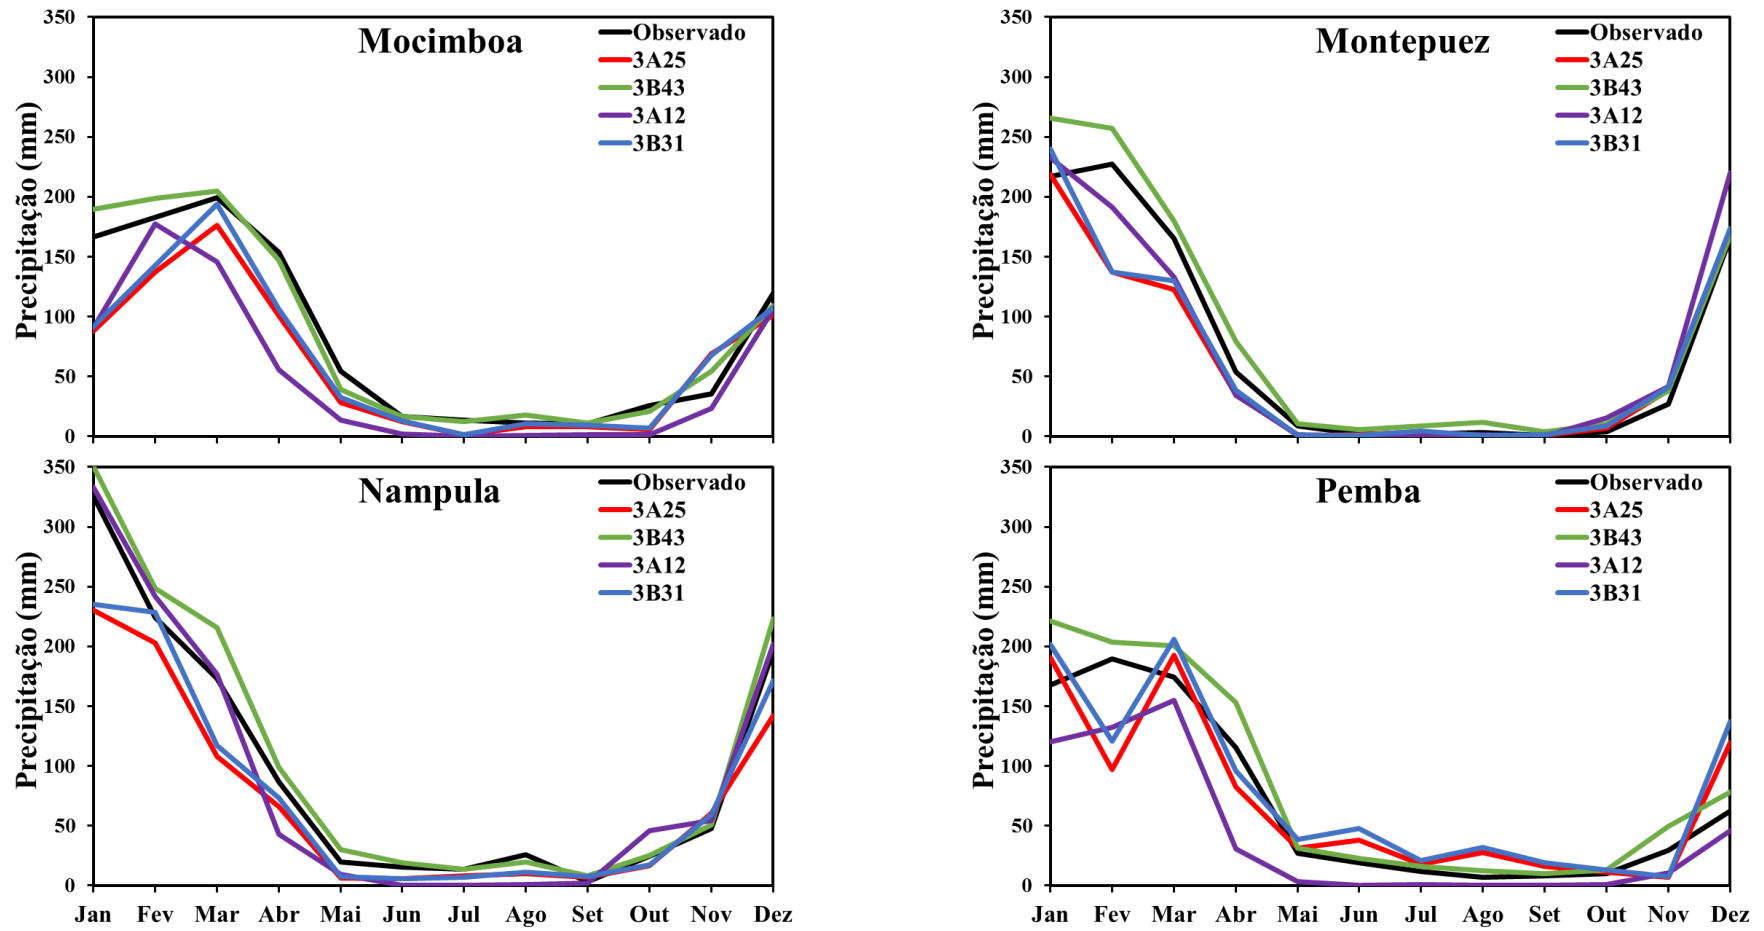 Mocimboa
Precipitação (mm)
350
300
250
200
150
100
50
0
Observado
3A25
3B43
3A12
3B31
Montepuez
Precipitação (mm)
350
300
250
200
150
100
50
0
Observado
3A25
3B43
3A12
3B31
Nampula
Precipitação (mm)
350
300
250
200
150
100
50
0
Observado
3A25
3B43
3A12
3B31
Jan Fev Mar Abr Mai Jun Jul Ago Set Out Nov Dez
Pemba
Precipitação (mm)
350
300
250
200
150
100
50
0
Observado
3A25
3B43
3A12
3B31
Jan Fev Mar Abr Mai Jun Jul Ago Set Out Nov Dez